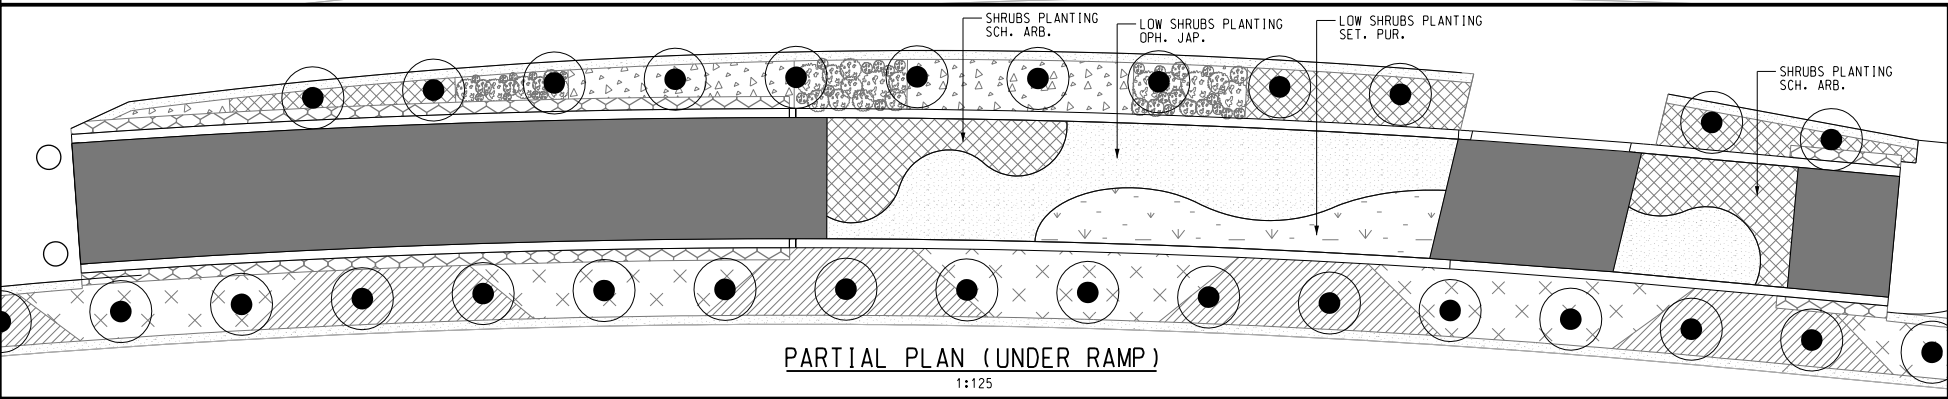 SHRUBS PLANTING
SCH. ARB.
LOW SHRUBS PLANTING
OPH. JAP.
LOW SHRUBS PLANTING
SET. PUR.
SHRUBS PLANTING
SCH. ARB.
PARTIAL PLAN (UNDER RAMP)
1:125